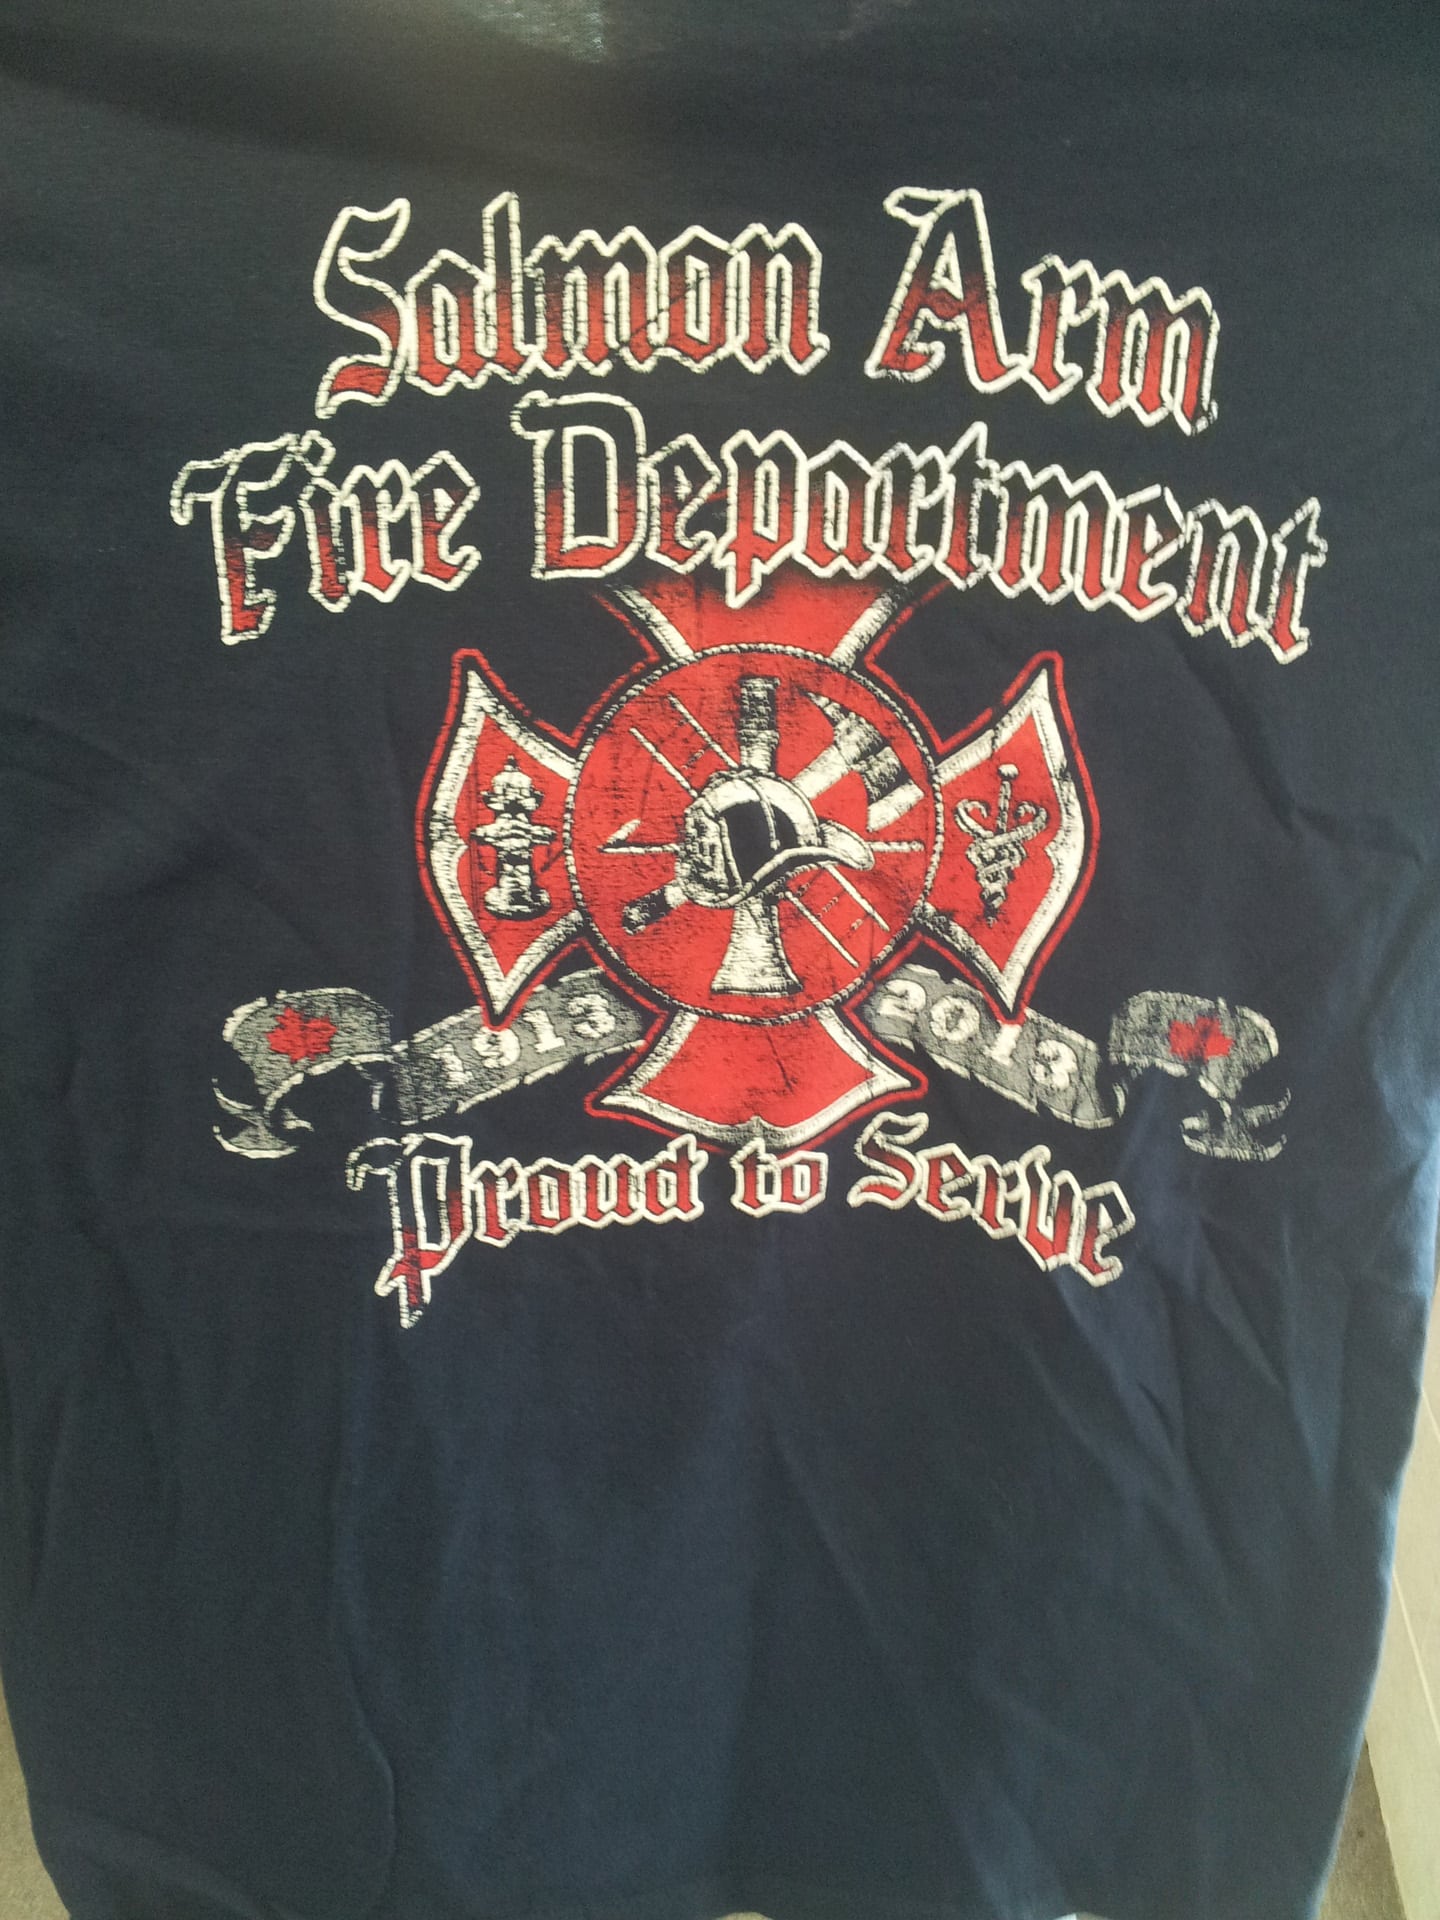 Salmon Arm
Fire Department
1913 2013
Proud to Serve